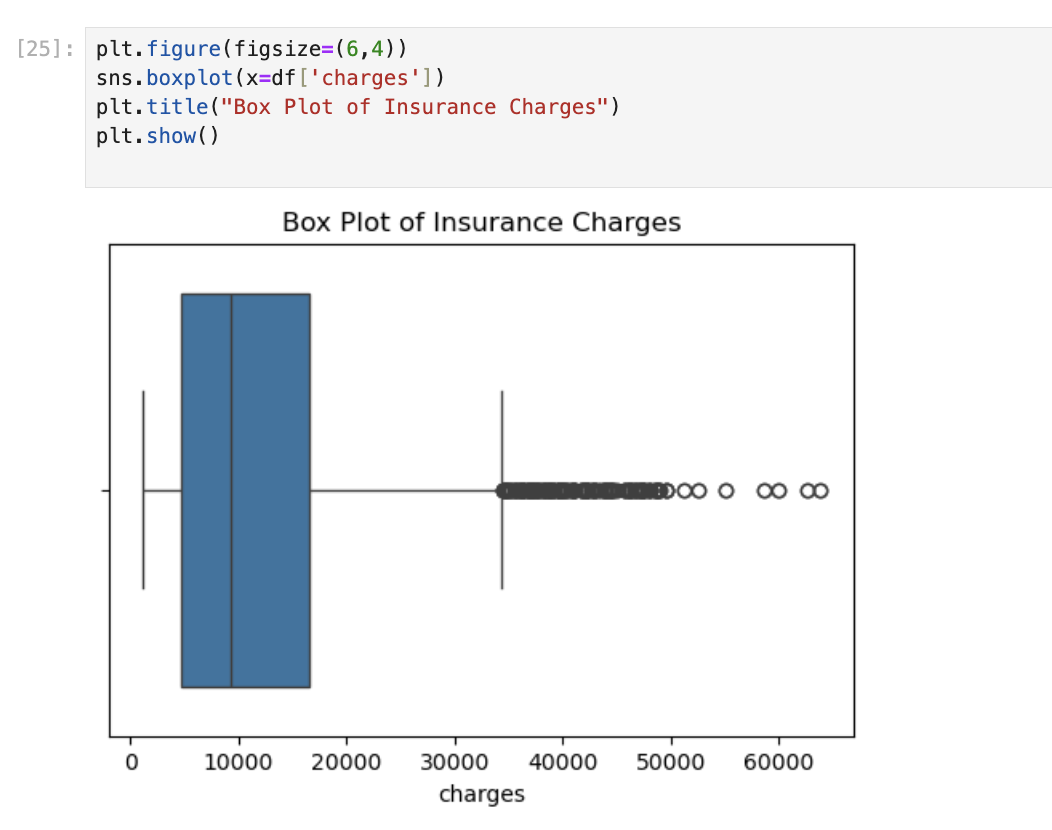 [25]: plt.figure(figsize=(6,4))
sns.boxplot(x=df['charges'])
plt.title("Box Plot of Insurance Charges")
plt.show()
Box Plot of Insurance Charges
0 10000 20000 30000 40000 50000 60000
charges